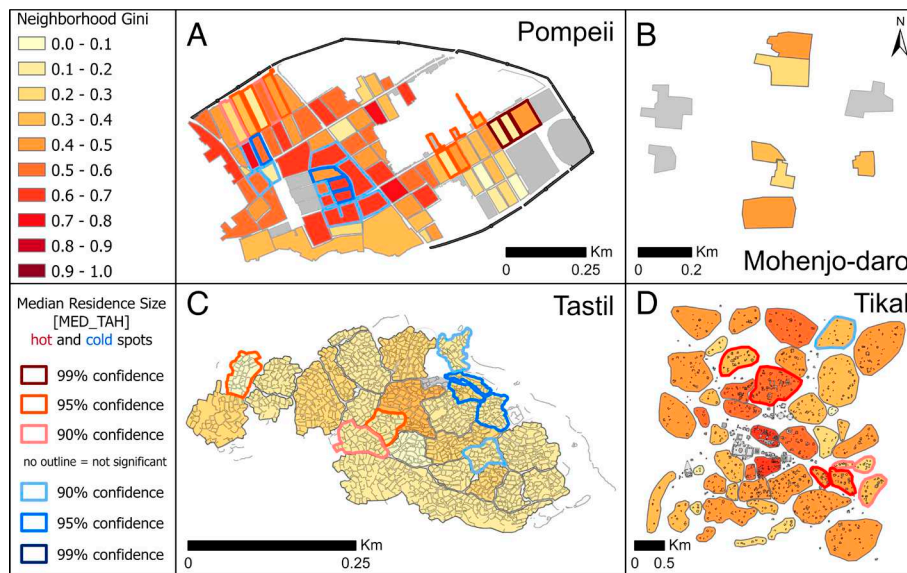 Neighborhood Gini
0.0 - 0.1
0.1 - 0.2
0.2 - 0.3
0.3 - 0.4
0.4 - 0.5
0.5 - 0.6
0.6 - 0.7
0.7 - 0.8
0.8 - 0.9
0.9 - 1.0
Median Residence Size
[MED_TAH]
hot and cold spots
99% confidence
95% confidence
90% confidence
no outline = not significant
90% confidence
95% confidence
99% confidence
A
Pompeii
Km
0
0.25
B
N
Km
0
0.2
Mohenjo-daro
C
Tastil
Km
0
0.25
D
Tikal
Km
0 0.5